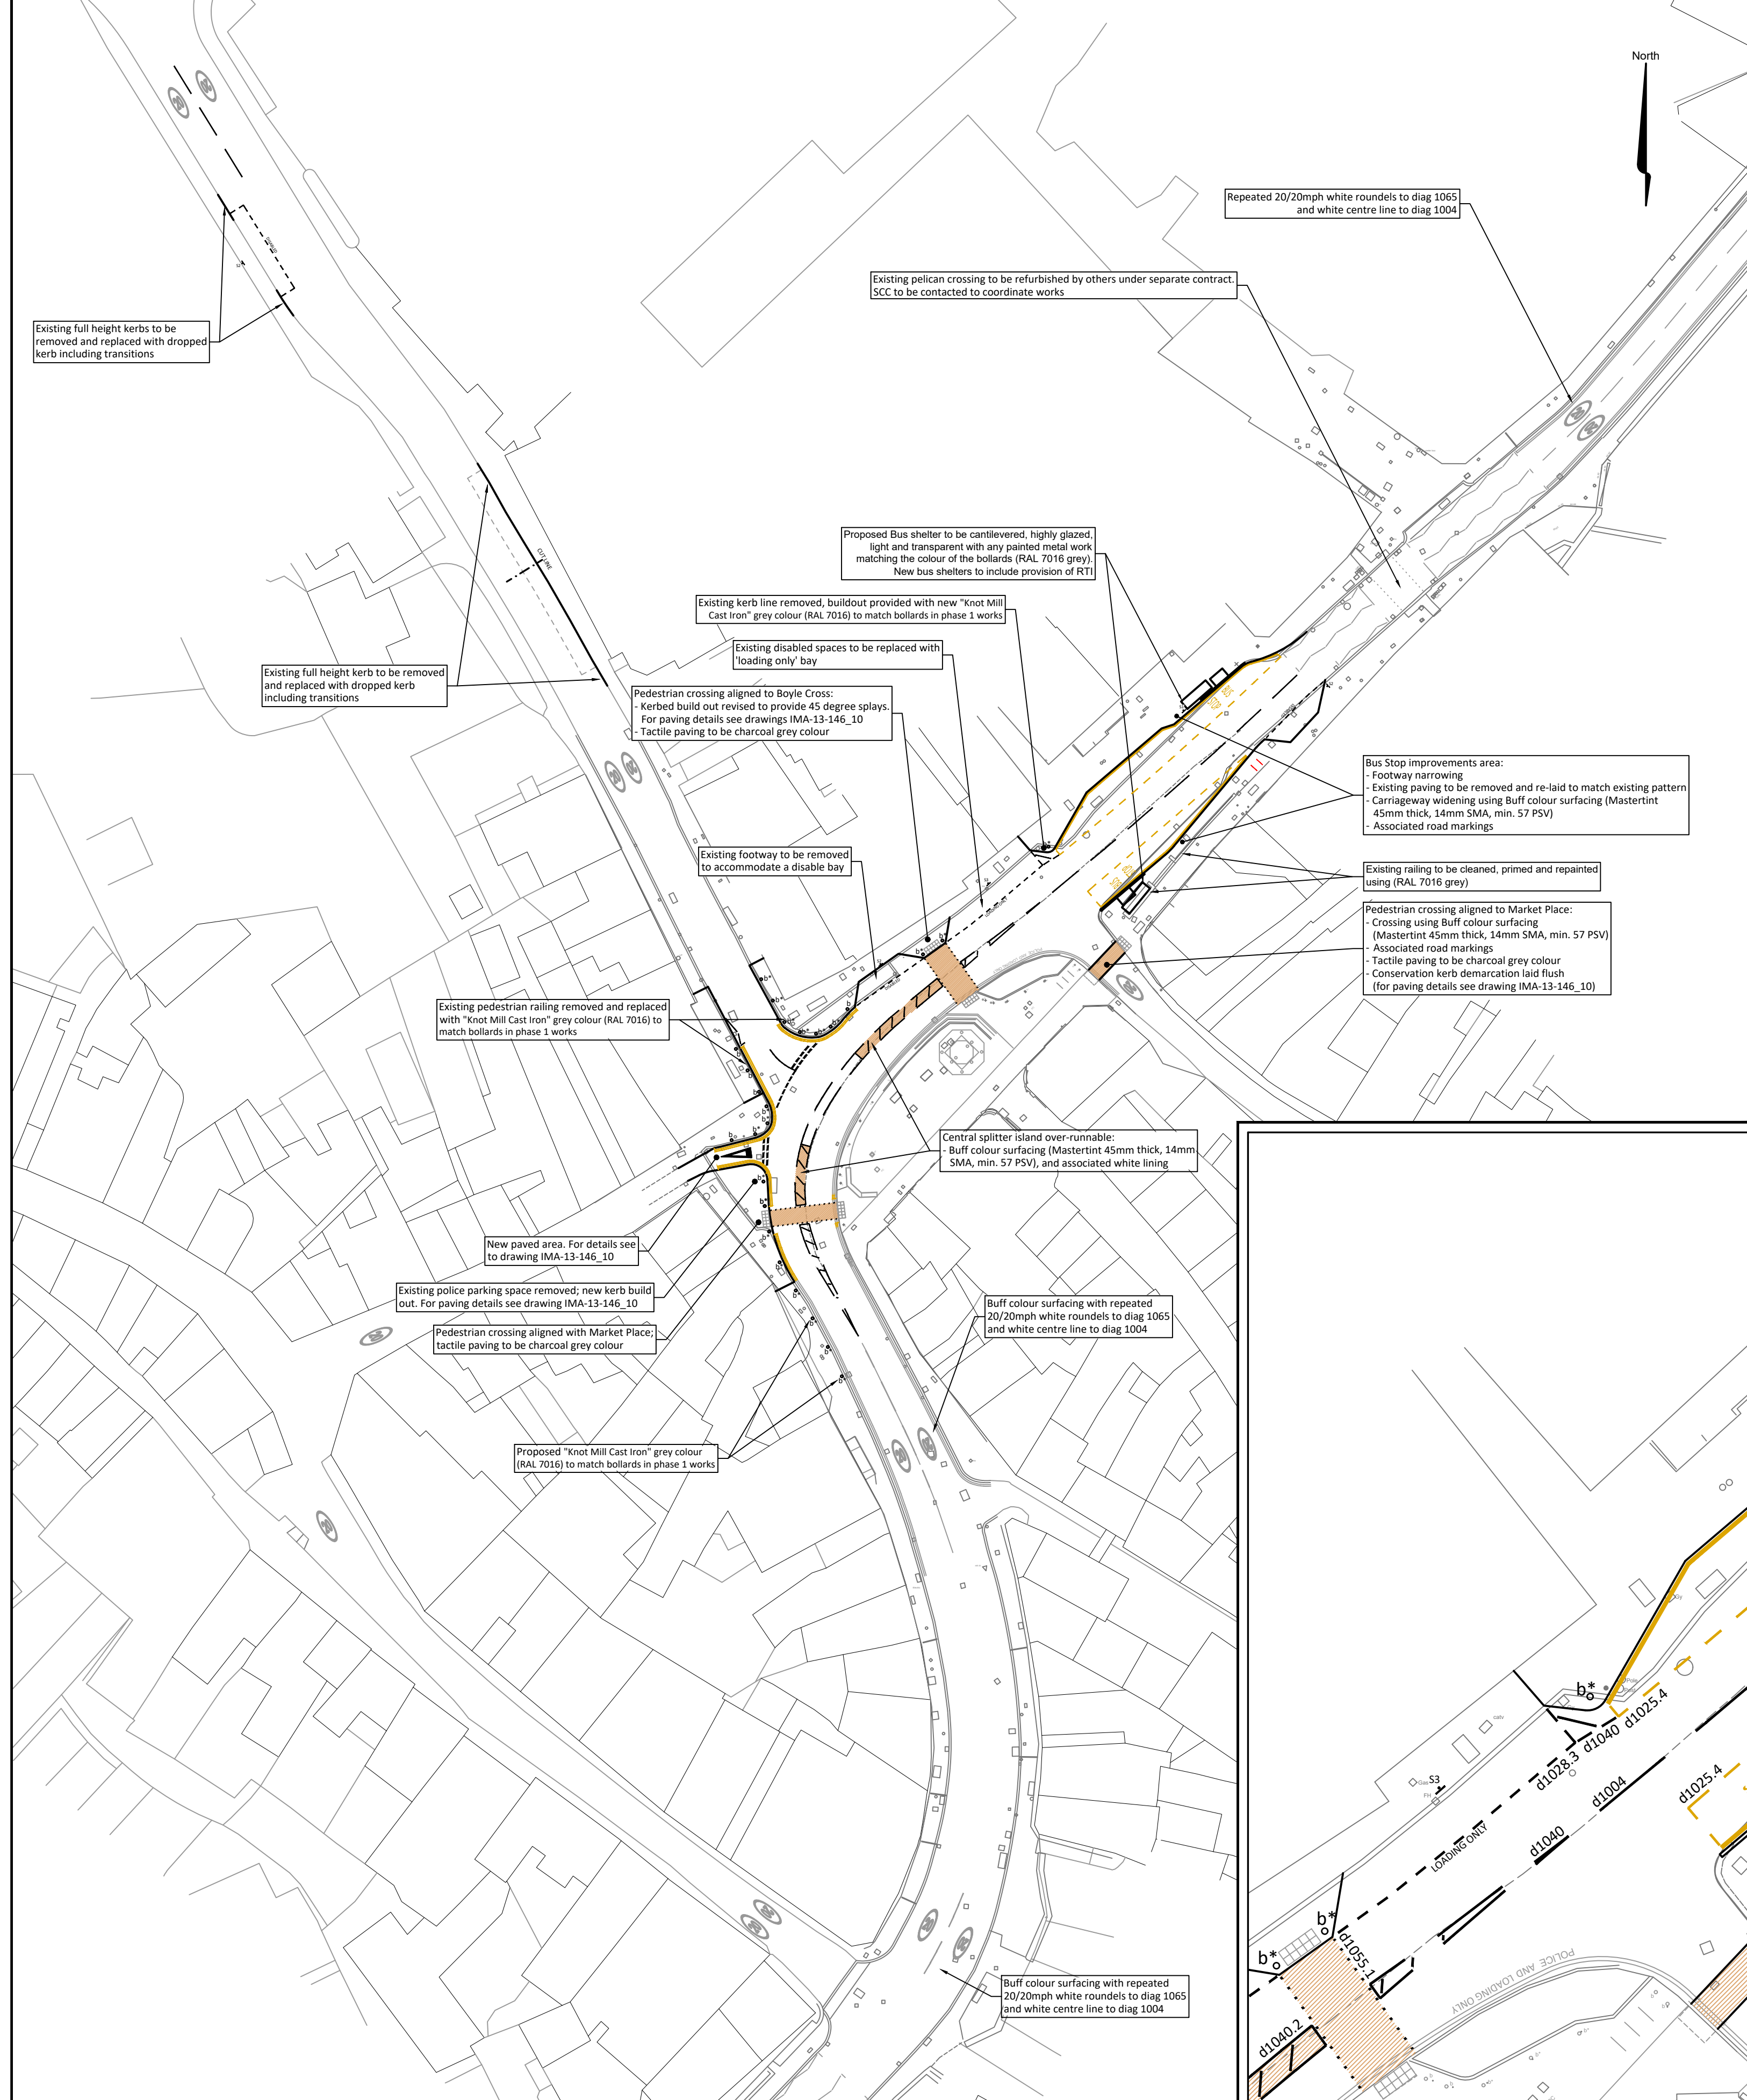 North
20
20
Repeated 20/20mph white roundels to diag 1065
and white centre line to diag 1004
Existing pelican crossing to be refurbished by others under separate contract.
SCC to be contacted to coordinate works
Existing full height kerbs to be
removed and replaced with dropped
kerb including transitions
20
20
Proposed Bus shelter to be cantilevered, highly glazed,
light and transparent with any painted metal work
matching the colour of the bollards (RAL 7016 grey).
New bus shelters to include provision of RTI
CUT LINE
Existing kerb line removed, buildout provided with new "Knot Mill
Cast Iron" grey colour (RAL 7016) to match bollards in phase 1 works
Existing disabled spaces to be replaced with
'loading only' bay
Existing full height kerb to be removed
and replaced with dropped kerb
including transitions
Pedestrian crossing aligned to Boyle Cross:
- Kerbed build out revised to provide 45 degree splays.
For paving details see drawings IMA-13-146_10
- Tactile paving to be charcoal grey colour
20
20
Bus Stop improvements area:
- Footway narrowing
- Existing paving to be removed and re-laid to match existing pattern
- Carriageway widening using Buff colour surfacing (Mastertint
45mm thick, 14mm SMA, min. 57 PSV)
- Associated road markings
Existing footway to be removed
to accommodate a disable bay
Existing railing to be cleaned, primed and repainted
using (RAL 7016 grey)
Pedestrian crossing aligned to Market Place:
- Crossing using Buff colour surfacing
(Mastertint 45mm thick, 14mm SMA, min. 57 PSV)
- Associated road markings
- Tactile paving to be charcoal grey colour
- Conservation kerb demarcation laid flush
(for paving details see drawing IMA-13-146_10)
20
Existing pedestrian railing removed and replaced
with "Knot Mill Cast Iron" grey colour (RAL 7016) to
match bollards in phase 1 works
Central splitter island over-runnable:
- Buff colour surfacing (Mastertint 45mm thick, 14mm
SMA, min. 57 PSV), and associated white lining
New paved area. For details see
to drawing IMA-13-146_10
Existing police parking space removed; new kerb build
out. For paving details see drawing IMA-13-146_10
Pedestrian crossing aligned with Market Place;
tactile paving to be charcoal grey colour
20
Buff colour surfacing with repeated
20/20mph white roundels to diag 1065
and white centre line to diag 1004
Proposed "Knot Mill Cast Iron" grey colour
(RAL 7016) to match bollards in phase 1 works
20
20
20
20
20
20
20
Buff colour surfacing with repeated
20/20mph white roundels to diag 1065
and white centre line to diag 1004
b*
d1025.4
d1040
d1028.3
catv
Gas
S3
FH
d1004
d1025.4
LOADING ONLY
d1040
b*
b*
d1055.1
POLICE AND LOADING ONLY
d1040.2